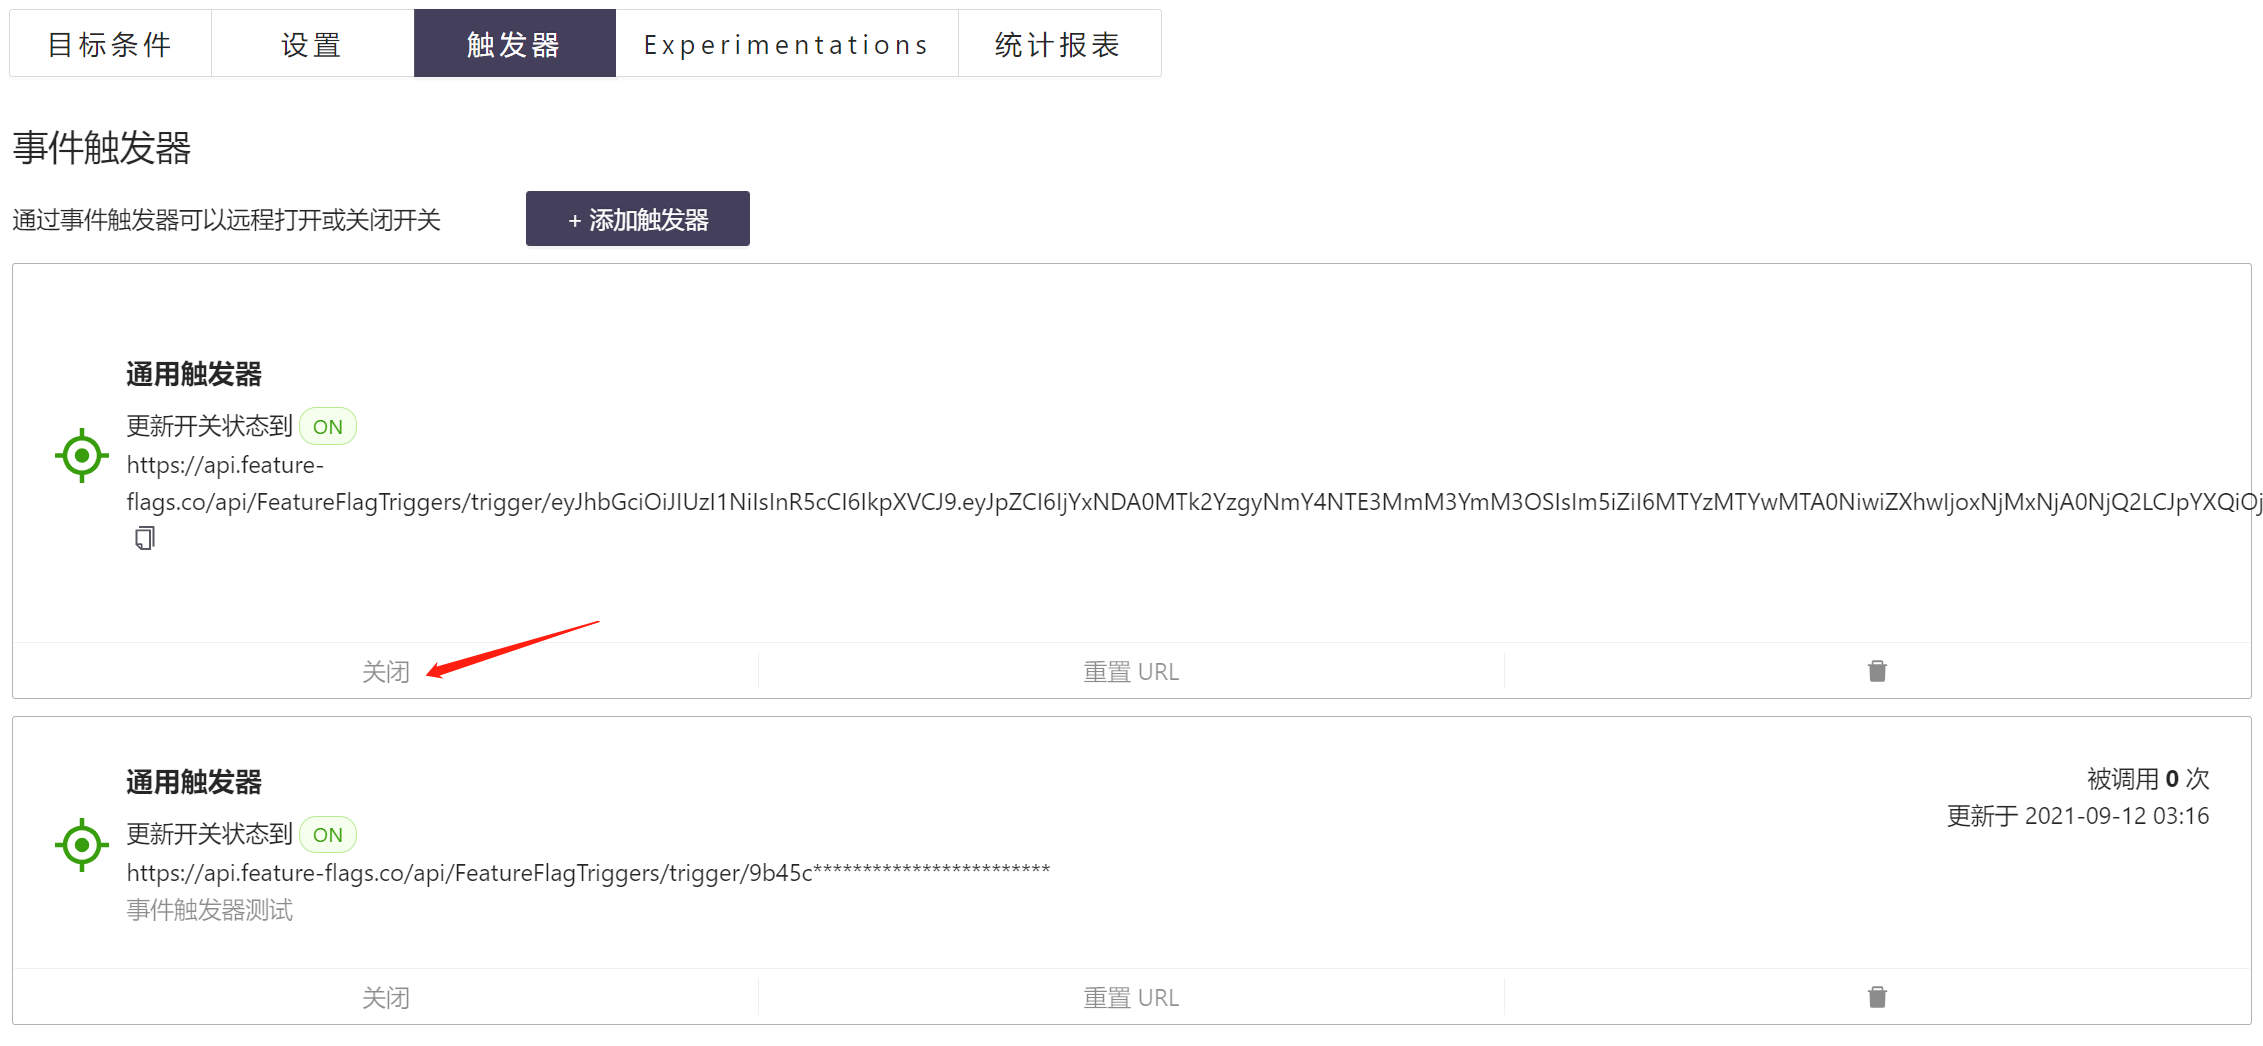 目标条件 设置 触发器 Experimentations 统计报表
事件触发器
通过事件触发器可以远程打开或关闭开关 + 添加触发器
通用触发器
更新开关状态到 ON
https://api.feature-
flags.co/api/FeatureFlagTriggers/trigger/eyJhbGciOiJIUzI1NiIsInR5cCI6IkpXVCJ9.eyJpZCI6IjYxNDA0MTk2YzgyNmY4NTE3MmM3YmM3OSIsIm5iZiI6MTYzMTYwMTA0NiwiZXhwIjoxNjMxNjA0NjQ2LCJpYXQiOj
关闭 重置 URL
通用触发器
被调用 0 次
更新于 2021-09-12 03:16
更新开关状态到 ON
https://api.feature-flags.co/api/FeatureFlagTriggers/trigger/9b45c************************
事件触发器测试
关闭 重置 URL